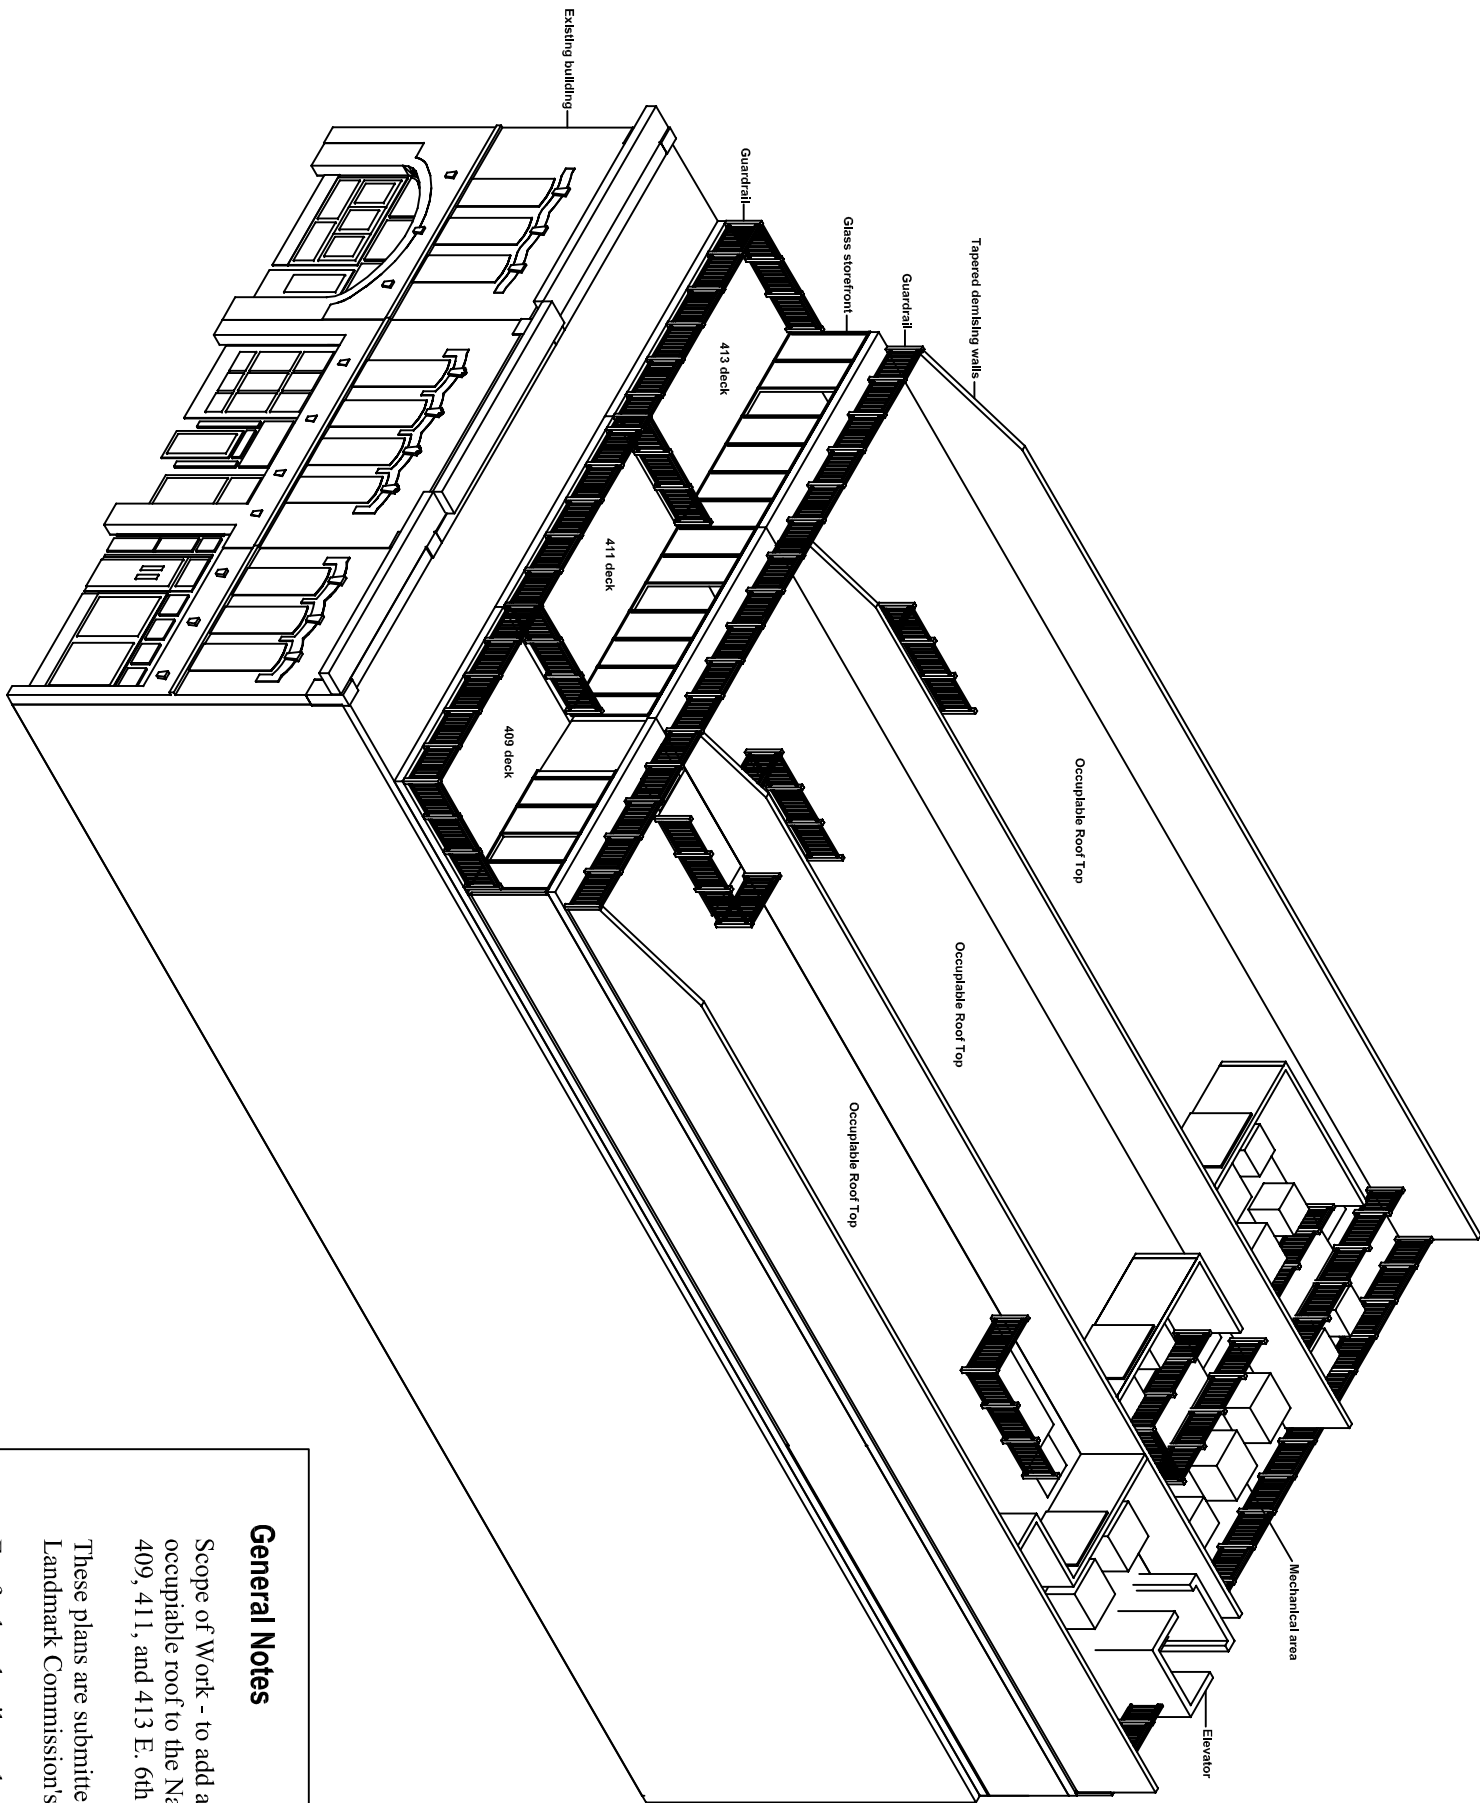 Mechanical area
Elevator
Occupiable Roof Top
Tapered demising walls
Occupiable Roof Top
Guardrail
Occupiable Roof Top
Glass storefront
Guardrail
413 deck
411 deck
Existing building
409 deck
General Notes
Scope of Work - to add a
occupiable roof to the Na
409, 411, and 413 E. 6th
These plans are submitte
Landmark Commission's